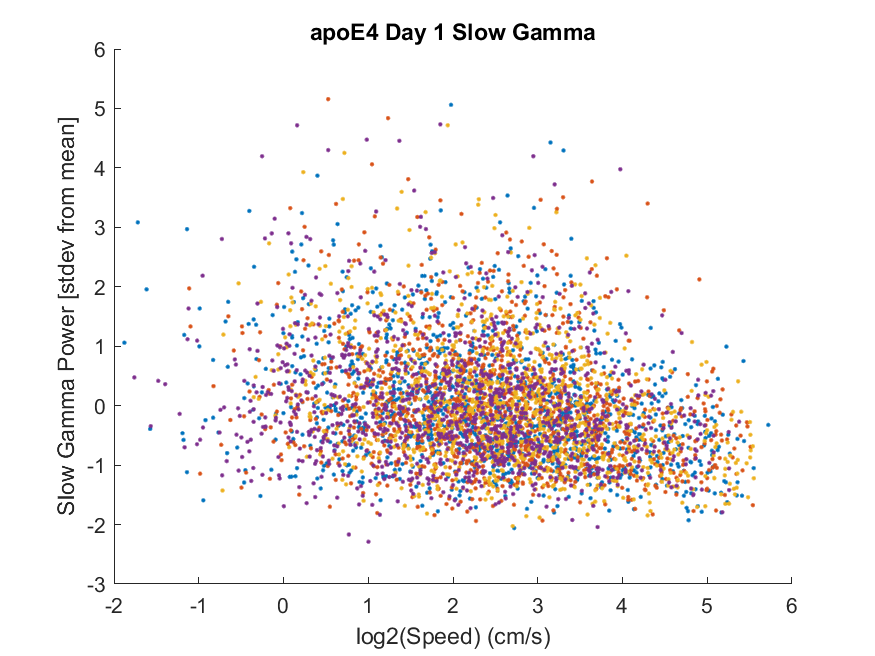 apoE4 Day 1 Slow Gamma
Slow Gamma Power [stdev from mean]
6
5
4
3
2
1
0
-1
-2
-3
-2 -1 0 1 2 3 4 5 6
log2(Speed) (cm/s)